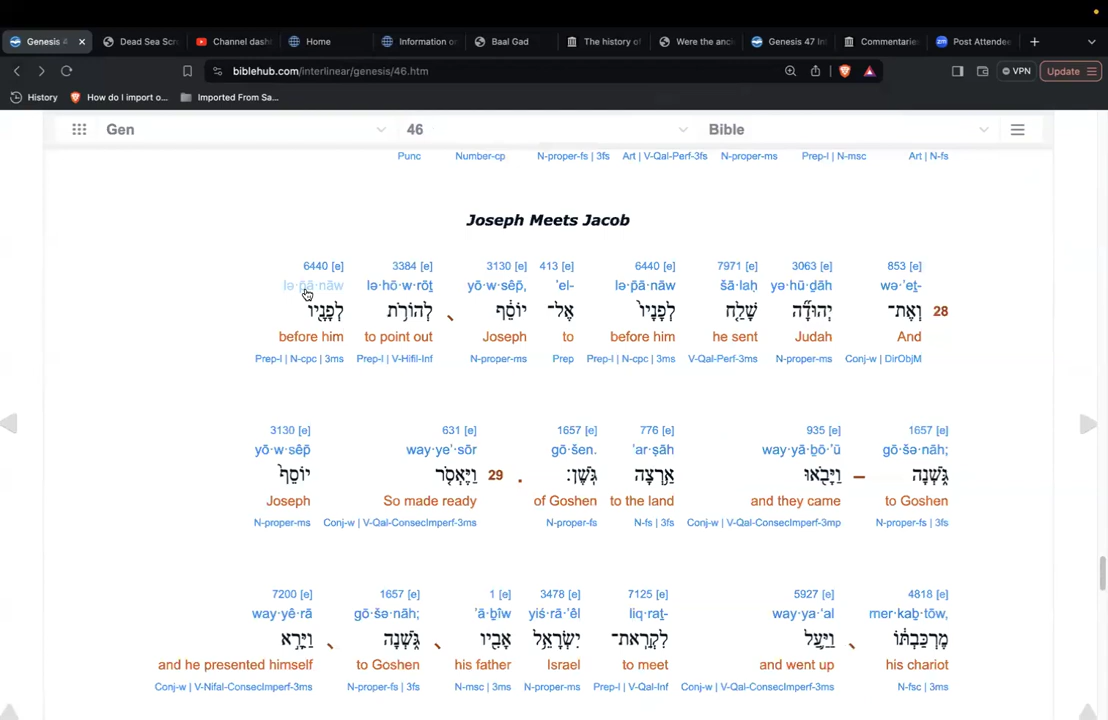 Genesis 4 Dead Sea Scr Channel dash Home Information o Baal Gad The history of Were the anci Genesis 47 In Commentarie Post Attendee
biblehub.com/interlinear/genesis/46.htm VPN Update
History How do I import o... Imported From Sa...
Gen 46 Bible
Punc Number-cp N-proper-fs | 3fs Art | V-Qal-Perf-3fs N-proper-ms Prep-l | N-msc Art | N-fs
Joseph Meets Jacob
6440 [e] 3384 [e] 3130 [e] 413 [e] 6440 [e] 7971 [e] 3063 [e] 853 [e]
lə·p̄ā·nāw lə·hō·w·rōṯ yō·w·sêp̄, 'el- lə·p̄ā·nāw šā·laḥ yə·hū·ḏāh wə·'eṯ-
28 וְאֶת־ יְהוּדָ֞ה שָׁלַ֤ח לְפָנָיו֙ אֶל־ יוֹסֵ֔ף 、 לְהוֹרֹ֥ת לְפָנָ֖יו
before him to point out Joseph to before him he sent Judah And
Prep-l | N-cpc | 3ms Prep-l | V-Hifil-Inf N-proper-ms Prep Prep-l | N-cpc | 3ms V-Qal-Perf-3ms N-proper-ms Conj-w | DirObjM
3130 [e] 631 [e] 1657 [e] 776 [e] 935 [e] 1657 [e]
yō·w·sêp̄ way·ye'·sōr gō·šen. 'ar·ṣāh way·yā·ḇō·'ū gō·šə·nāh;
גֹּ֑שְׁנָה – וַיָּבֹ֖אוּ אַ֥רְצָה גֹּֽשֶׁן׃ . 29 וַיֶּאְסֹ֤ר יוֹסֵף֙
Joseph So made ready of Goshen to the land and they came to Goshen
N-proper-ms Conj-w | V-Qal-ConsecImperf-3ms N-proper-fs N-fs | 3fs Conj-w | V-Qal-ConsecImperf-3mp N-proper-fs | 3fs
7200 [e] 1657 [e] 1 [e] 3478 [e] 7125 [e] 5927 [e] 4818 [e]
way·yê·rā gō·šə·nāh; 'ā·ḇîw yiś·rā·'êl liq·raṯ- way·ya·'al mer·kaḇ·tōw,
מֶרְכַּבְתּ֔וֹ 、 וַיַּ֛עַל לִקְרַֽאת־ יִשְׂרָאֵ֥ל אָבִ֖יו 、 גֹּ֑שְׁנָה 、 וַיֵּרָ֣א
and he presented himself to Goshen his father Israel to meet and went up his chariot
Conj-w | V-Nifal-ConsecImperf-3ms N-proper-fs | 3fs N-msc | 3ms N-proper-ms Prep-l | V-Qal-Inf Conj-w | V-Qal-ConsecImperf-3ms N-fsc | 3ms